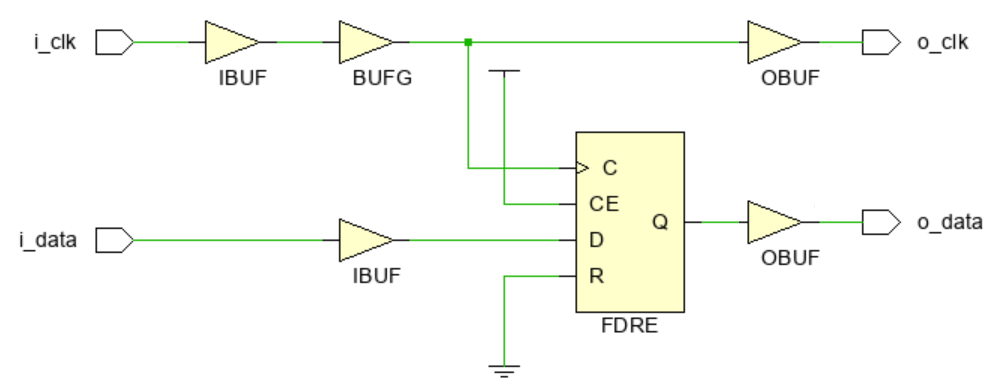 i_clk
IBUF
BUFG
OBUF
o_clk
C
CE
D
R
Q
FDRE
i_data
IBUF
OBUF
o_data